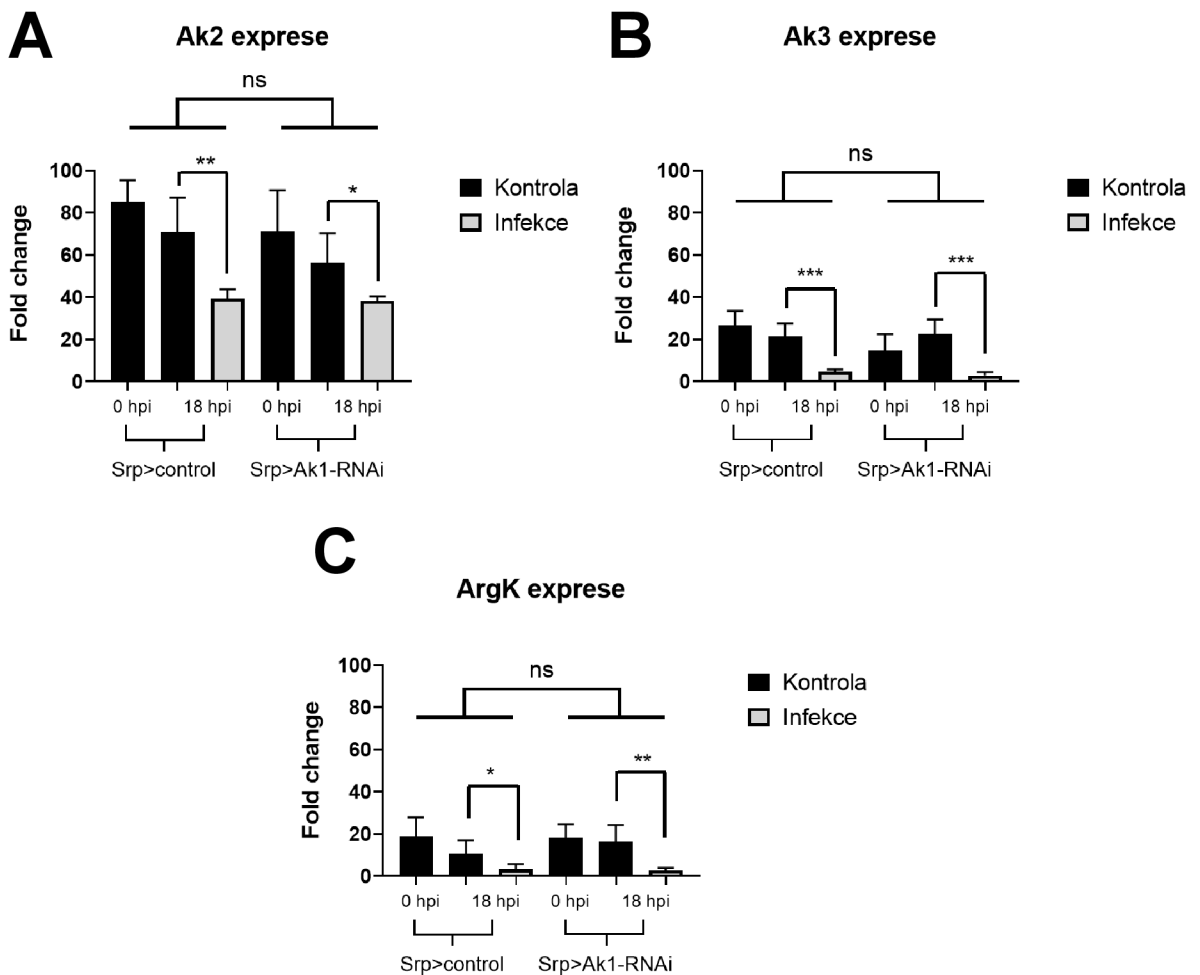 A
Ak2 exprese
ns
**
*
100
80
60
40
20
0
Fold change
Kontrola
Infekce
0 hpi 18 hpi 0 hpi 18 hpi
Srp>control Srp>Ak1-RNAi
B
Ak3 exprese
ns
***
***
100
80
60
40
20
0
Fold change
Kontrola
Infekce
0 hpi 18 hpi 0 hpi 18 hpi
Srp>control Srp>Ak1-RNAi
C
ArgK exprese
ns
*
**
100
80
60
40
20
0
Fold change
Kontrola
Infekce
0 hpi 18 hpi 0 hpi 18 hpi
Srp>control Srp>Ak1-RNAi